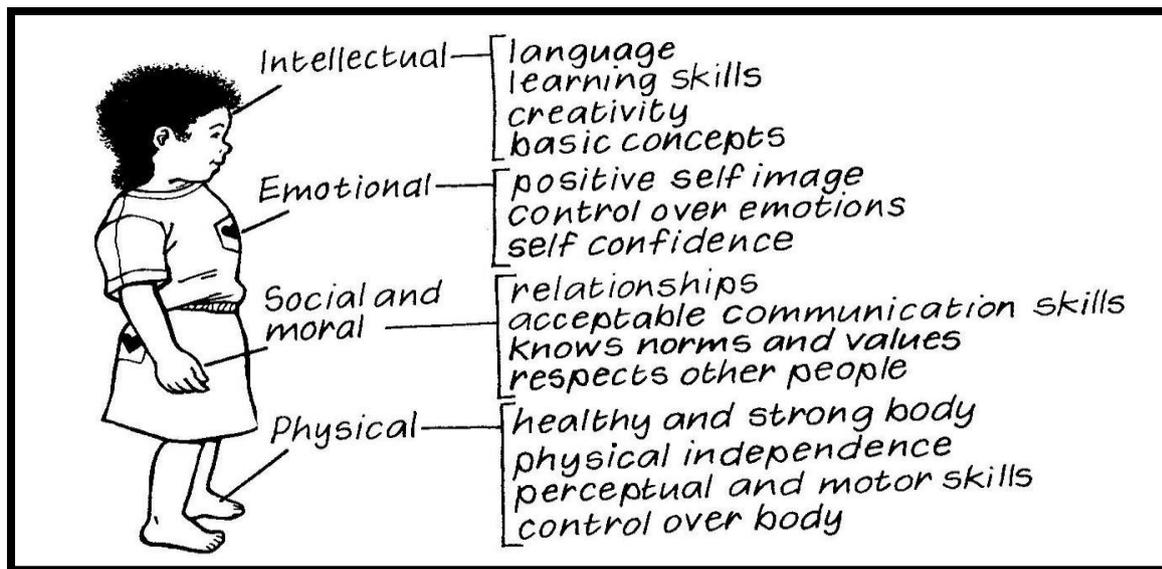 Intellectual
language
learning skills
creativity
basic concepts
Emotional
positive self image
control over emotions
self confidence
Social and
moral
relationships
acceptable communication skills
knows norms and values
respects other people
Physical
healthy and strong body
physical independence
perceptual and motor skills
control over body